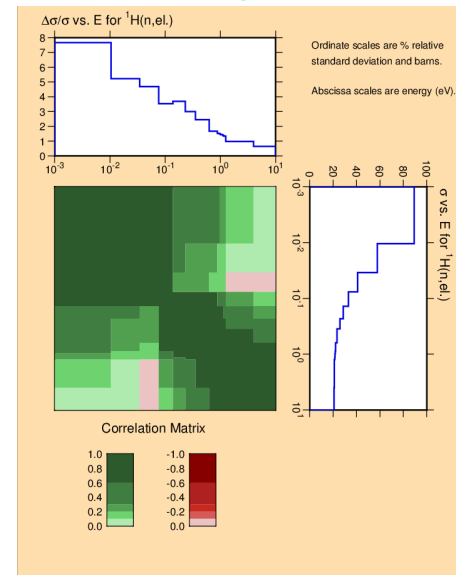 Δσ/σ vs. E for ¹H(n,el.)
Ordinate scales are % relative
standard deviation and barns.
Abscissa scales are energy (eV).
8
7
6
5
4
3
2
1
0
10⁻³ 10⁻² 10⁻¹ 10⁰ 10¹
0 20 40 60 80 100
σ vs. E for ¹H(n,el.)
10⁻³
10⁻²
10⁻¹
10⁰
10¹
Correlation Matrix
1.0 -1.0
0.8 -0.8
0.6 -0.6
0.4 -0.4
0.2 -0.2
0.0 0.0